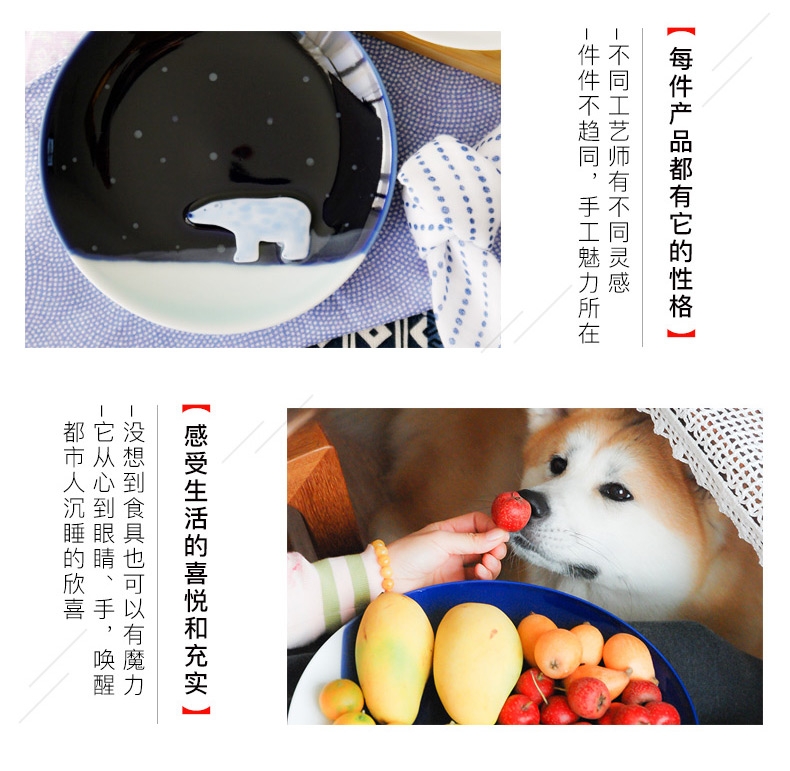 每件产品都有它的性格
–不同工艺师有不同灵感
–件件不趋同，手工魅力所在
感受生活的喜悦和充实
–没想到食具也可以有魔力
–它从心到眼睛、手，唤醒
都市人沉睡的欣喜